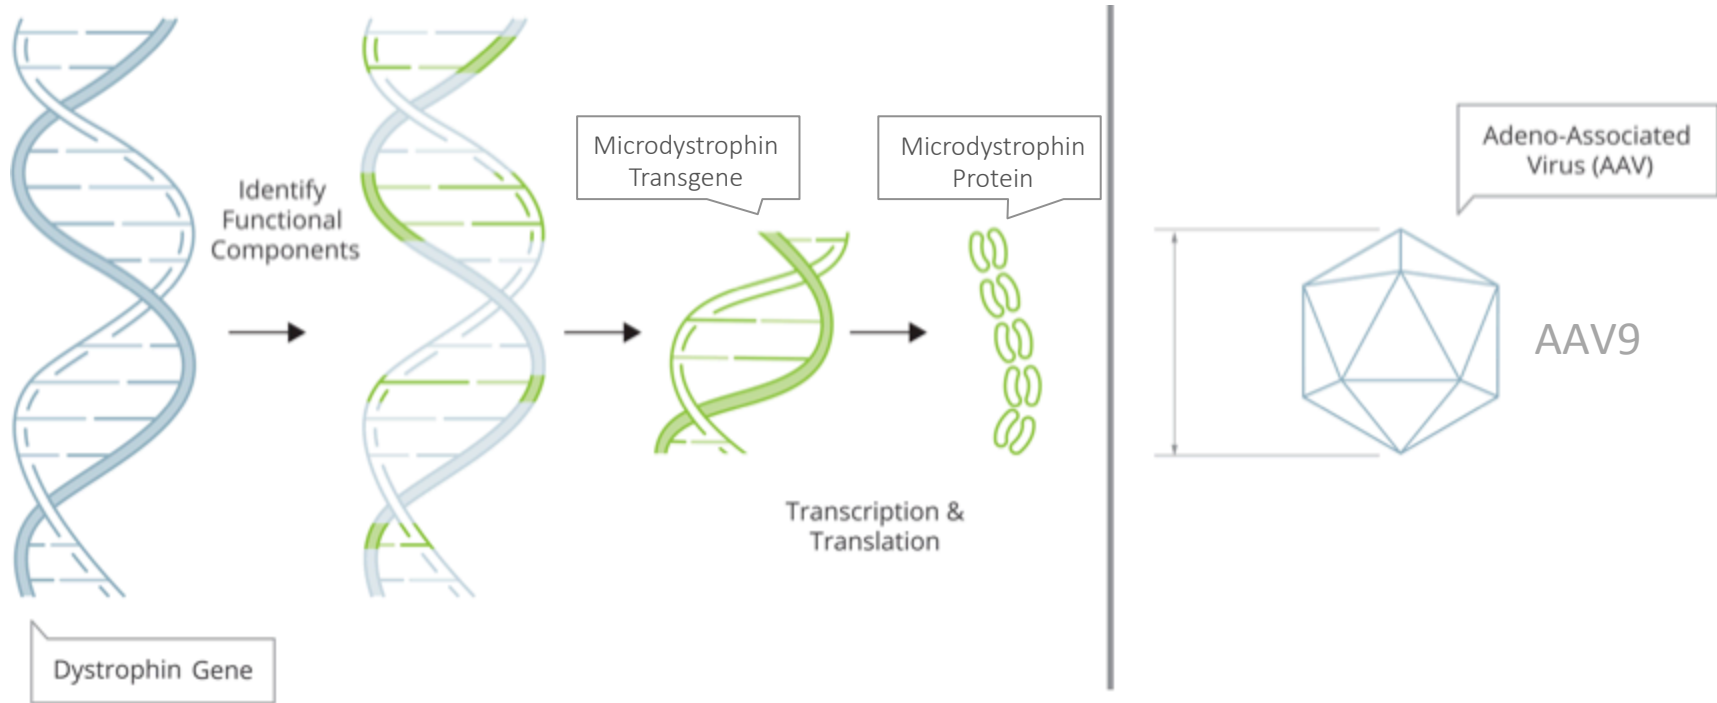 Identify
Functional
Components
Microdystrophin
Transgene
Microdystrophin
Protein
Transcription &
Translation
Dystrophin Gene
Adeno-Associated
Virus (AAV)
AAV9